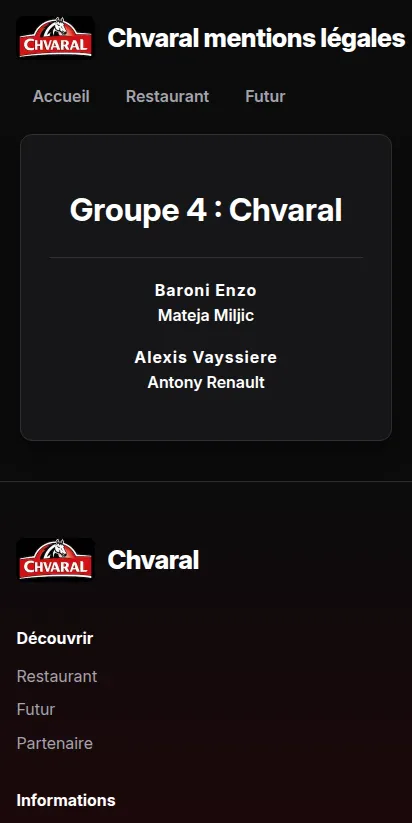 CHVARAL
Chvaral mentions légales
Accueil Restaurant Futur
Groupe 4 : Chvaral
Baroni Enzo
Mateja Miljic
Alexis Vayssiere
Antony Renault
CHVARAL
Chvaral
Découvrir
Restaurant
Futur
Partenaire
Informations